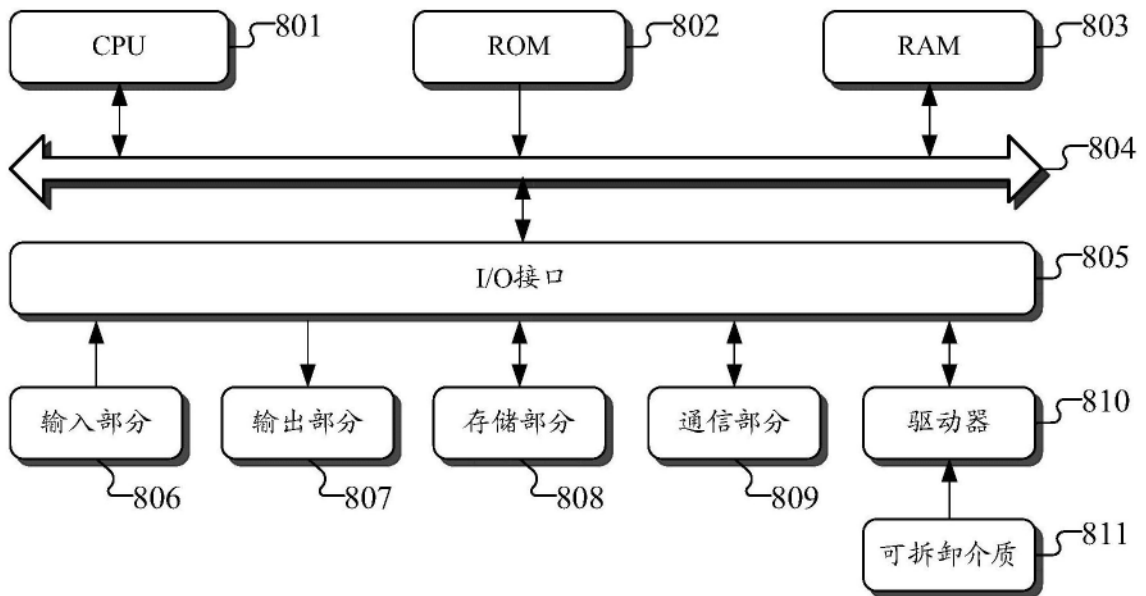 CPU
801
ROM
802
RAM
803
804
I/O接口
805
输入部分
806
输出部分
807
存储部分
808
通信部分
809
驱动器
810
可拆卸介质
811